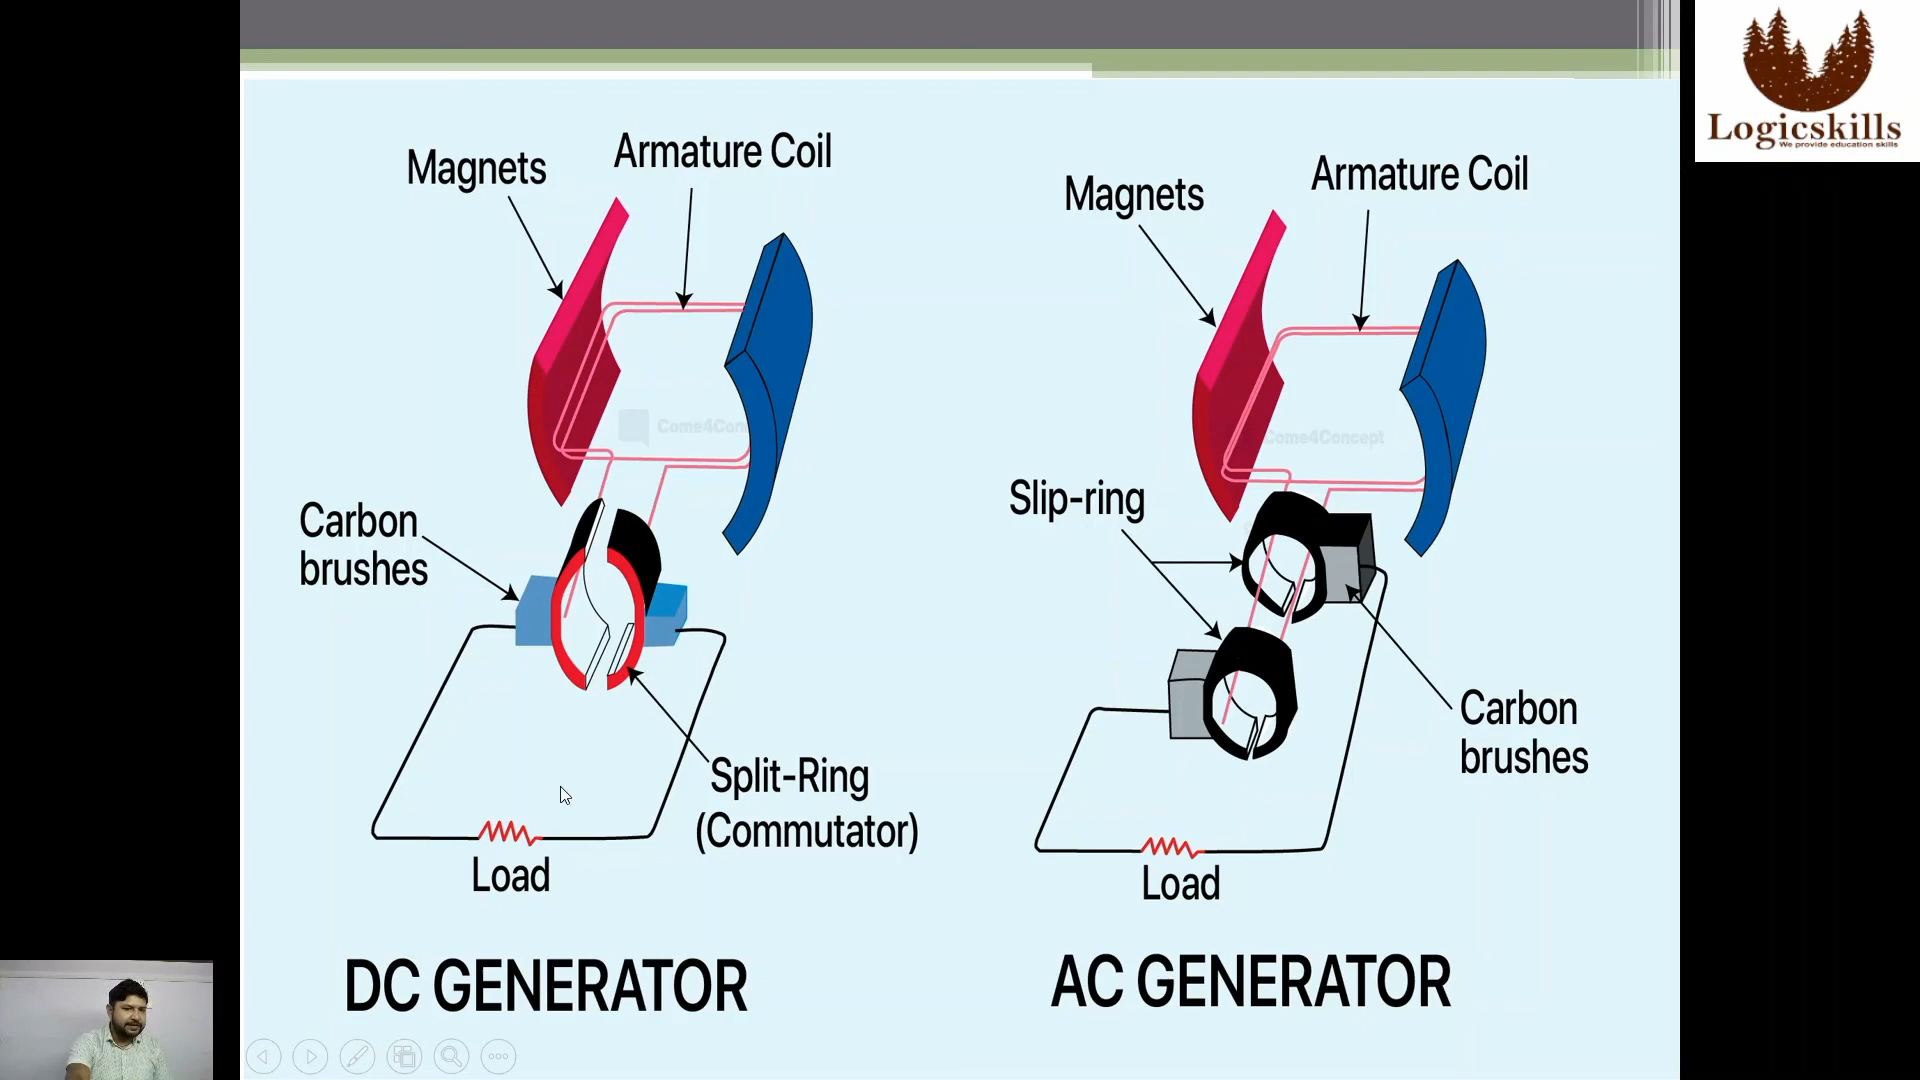 Logicskills
We provide education skills
Magnets
Armature Coil
Carbon
brushes
Come4Conc
Split-Ring
(Commutator)
Load
DC GENERATOR
Magnets
Armature Coil
Come4Concept
Slip-ring
Carbon
brushes
Load
AC GENERATOR